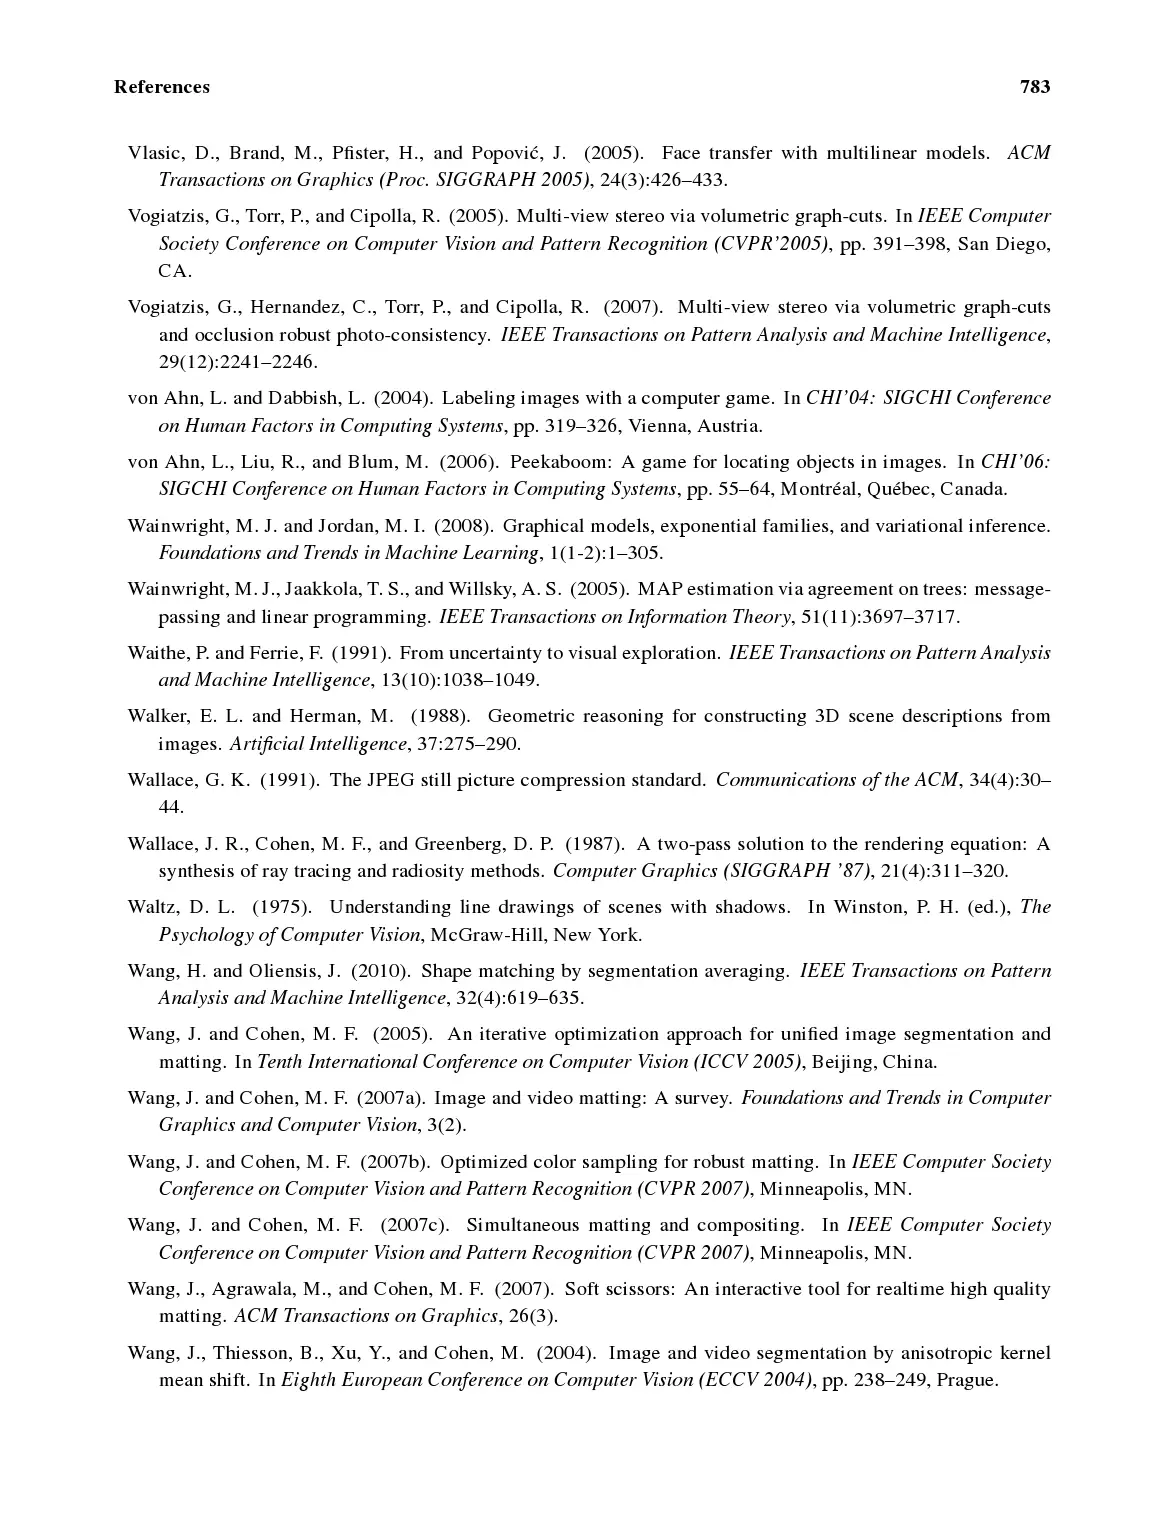 References 783
Vlasic, D., Brand, M., Pfister, H., and Popović, J. (2005). Face transfer with multilinear models. ACM
Transactions on Graphics (Proc. SIGGRAPH 2005), 24(3):426–433.
Vogiatzis, G., Torr, P., and Cipolla, R. (2005). Multi-view stereo via volumetric graph-cuts. In IEEE Computer
Society Conference on Computer Vision and Pattern Recognition (CVPR’2005), pp. 391–398, San Diego,
CA.
Vogiatzis, G., Hernandez, C., Torr, P., and Cipolla, R. (2007). Multi-view stereo via volumetric graph-cuts
and occlusion robust photo-consistency. IEEE Transactions on Pattern Analysis and Machine Intelligence,
29(12):2241–2246.
von Ahn, L. and Dabbish, L. (2004). Labeling images with a computer game. In CHI’04: SIGCHI Conference
on Human Factors in Computing Systems, pp. 319–326, Vienna, Austria.
von Ahn, L., Liu, R., and Blum, M. (2006). Peekaboom: A game for locating objects in images. In CHI’06:
SIGCHI Conference on Human Factors in Computing Systems, pp. 55–64, Montréal, Québec, Canada.
Wainwright, M. J. and Jordan, M. I. (2008). Graphical models, exponential families, and variational inference.
Foundations and Trends in Machine Learning, 1(1-2):1–305.
Wainwright, M. J., Jaakkola, T. S., and Willsky, A. S. (2005). MAP estimation via agreement on trees: message-
passing and linear programming. IEEE Transactions on Information Theory, 51(11):3697–3717.
Waithe, P. and Ferrie, F. (1991). From uncertainty to visual exploration. IEEE Transactions on Pattern Analysis
and Machine Intelligence, 13(10):1038–1049.
Walker, E. L. and Herman, M. (1988). Geometric reasoning for constructing 3D scene descriptions from
images. Artificial Intelligence, 37:275–290.
Wallace, G. K. (1991). The JPEG still picture compression standard. Communications of the ACM, 34(4):30–
44.
Wallace, J. R., Cohen, M. F., and Greenberg, D. P. (1987). A two-pass solution to the rendering equation: A
synthesis of ray tracing and radiosity methods. Computer Graphics (SIGGRAPH ’87), 21(4):311–320.
Waltz, D. L. (1975). Understanding line drawings of scenes with shadows. In Winston, P. H. (ed.), The
Psychology of Computer Vision, McGraw-Hill, New York.
Wang, H. and Oliensis, J. (2010). Shape matching by segmentation averaging. IEEE Transactions on Pattern
Analysis and Machine Intelligence, 32(4):619–635.
Wang, J. and Cohen, M. F. (2005). An iterative optimization approach for unified image segmentation and
matting. In Tenth International Conference on Computer Vision (ICCV 2005), Beijing, China.
Wang, J. and Cohen, M. F. (2007a). Image and video matting: A survey. Foundations and Trends in Computer
Graphics and Computer Vision, 3(2).
Wang, J. and Cohen, M. F. (2007b). Optimized color sampling for robust matting. In IEEE Computer Society
Conference on Computer Vision and Pattern Recognition (CVPR 2007), Minneapolis, MN.
Wang, J. and Cohen, M. F. (2007c). Simultaneous matting and compositing. In IEEE Computer Society
Conference on Computer Vision and Pattern Recognition (CVPR 2007), Minneapolis, MN.
Wang, J., Agrawala, M., and Cohen, M. F. (2007). Soft scissors: An interactive tool for realtime high quality
matting. ACM Transactions on Graphics, 26(3).
Wang, J., Thiesson, B., Xu, Y., and Cohen, M. (2004). Image and video segmentation by anisotropic kernel
mean shift. In Eighth European Conference on Computer Vision (ECCV 2004), pp. 238–249, Prague.